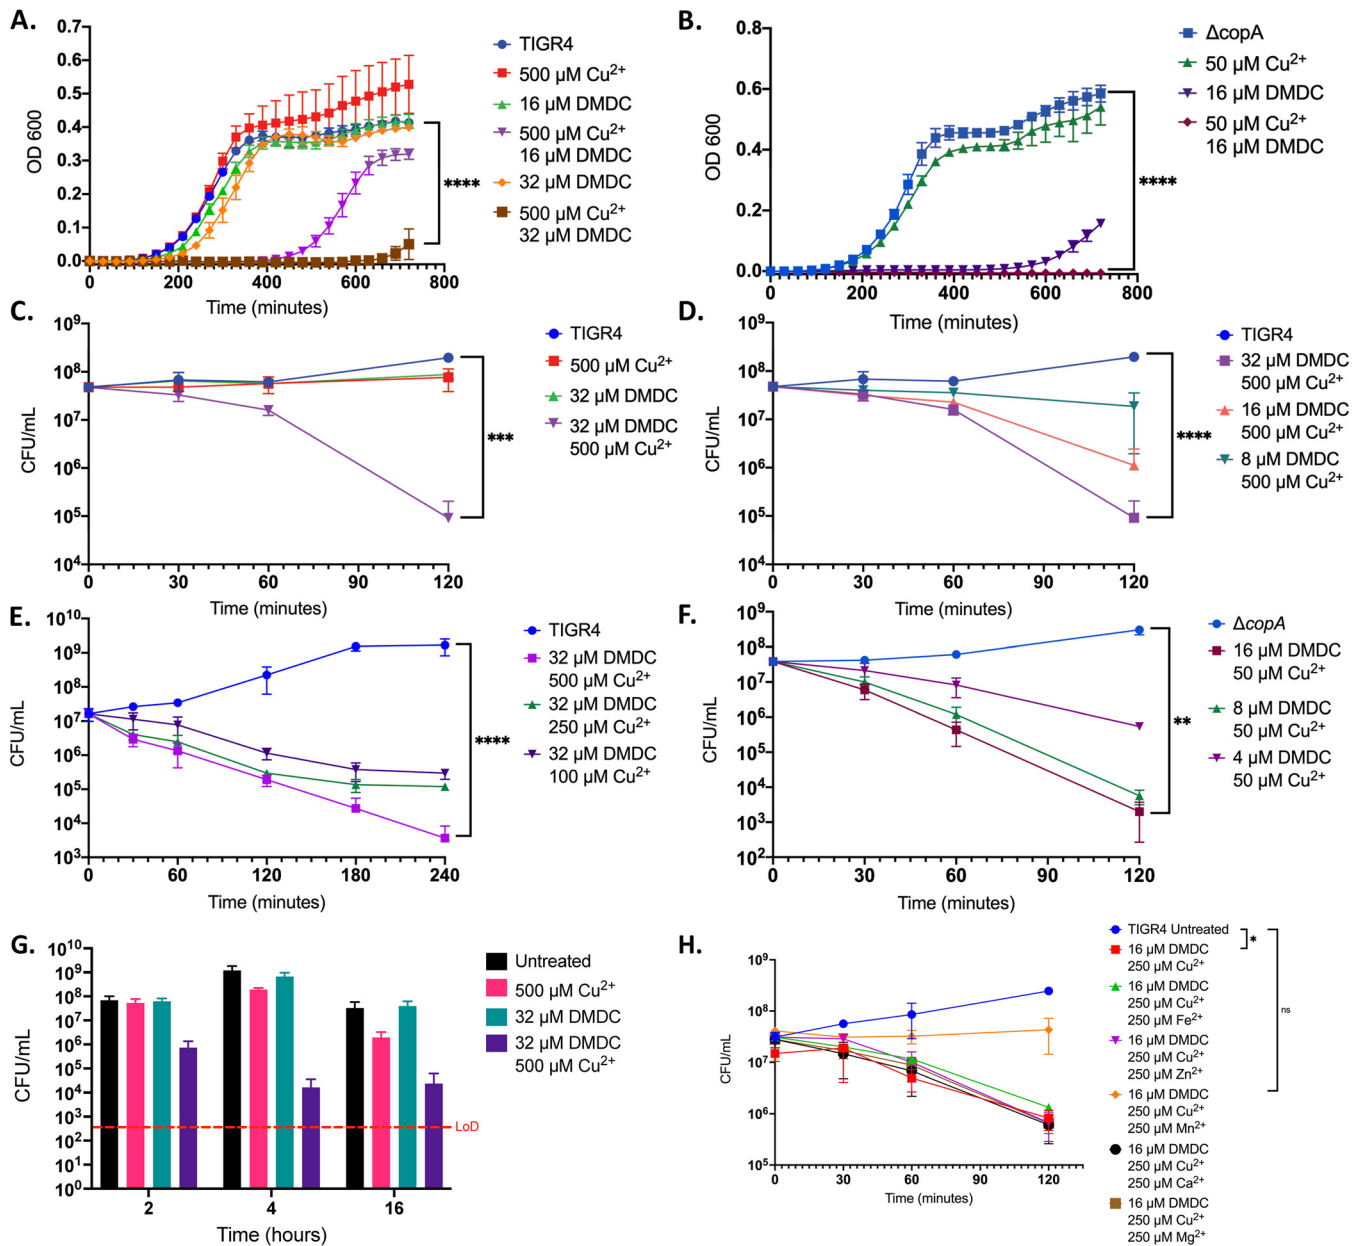 A.
0.7
0.6
0.5
0.4
0.3
0.2
0.1
0.0
OD 600
0
200
400
600
800
Time (minutes)
TIGR4
500 µM Cu²⁺
16 µM DMDC
500 µM Cu²⁺
16 µM DMDC
32 µM DMDC
500 µM Cu²⁺
32 µM DMDC
****
B.
0.8
0.6
0.4
0.2
0.0
OD 600
0
200
400
600
800
Time (minutes)
ΔcopA
50 µM Cu²⁺
16 µM DMDC
50 µM Cu²⁺
16 µM DMDC
****
C.
10⁹
10⁸
10⁷
10⁶
10⁵
10⁴
CFU/mL
0
30
60
90
120
Time (minutes)
TIGR4
500 µM Cu²⁺
32 µM DMDC
32 µM DMDC
500 µM Cu²⁺
***
D.
10⁹
10⁸
10⁷
10⁶
10⁵
10⁴
CFU/mL
0
30
60
90
120
Time (minutes)
TIGR4
32 µM DMDC
500 µM Cu²⁺
16 µM DMDC
500 µM Cu²⁺
8 µM DMDC
500 µM Cu²⁺
****
E.
10¹⁰
10⁹
10⁸
10⁷
10⁶
10⁵
10⁴
10³
CFU/mL
0
60
120
180
240
Time (minutes)
TIGR4
32 µM DMDC
500 µM Cu²⁺
32 µM DMDC
250 µM Cu²⁺
32 µM DMDC
100 µM Cu²⁺
****
F.
10⁹
10⁸
10⁷
10⁶
10⁵
10⁴
10³
10²
CFU/mL
0
30
60
90
120
Time (minutes)
ΔcopA
16 µM DMDC
50 µM Cu²⁺
8 µM DMDC
50 µM Cu²⁺
4 µM DMDC
50 µM Cu²⁺
**
G.
10¹⁰
10⁹
10⁸
10⁷
10⁶
10⁵
10⁴
10³
10²
10¹
10⁰
CFU/mL
LoD
2
4
16
Time (hours)
Untreated
500 µM Cu²⁺
32 µM DMDC
32 µM DMDC
500 µM Cu²⁺
H.
10⁹
10⁸
10⁷
10⁶
10⁵
CFU/mL
0
30
60
90
120
Time (minutes)
TIGR4 Untreated
16 µM DMDC
250 µM Cu²⁺
16 µM DMDC
250 µM Cu²⁺
250 µM Fe²⁺
16 µM DMDC
250 µM Cu²⁺
250 µM Zn²⁺
16 µM DMDC
250 µM Cu²⁺
250 µM Mn²⁺
16 µM DMDC
250 µM Cu²⁺
250 µM Ca²⁺
16 µM DMDC
250 µM Cu²⁺
250 µM Mg²⁺
*
ns